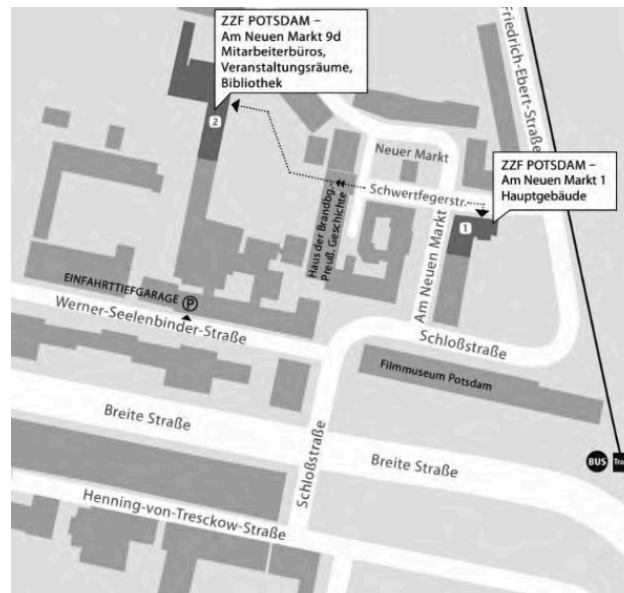 ZZF POTSDAM –
Am Neuen Markt 9d
Mitarbeiterbüros,
Veranstaltungsräume,
Bibliothek
2
Friedrich-Ebert-Straße
Neuer Markt
ZZF POTSDAM –
Am Neuen Markt 1
Hauptgebäude
Schwertfegerstr.
1
Haus der Brandbg.-
Preuß. Geschichte
Am Neuen Markt
EINFAHRTTIEFGARAGE P
Werner-Seelenbinder-Straße
Schloßstraße
Filmmuseum Potsdam
Breite Straße
Breite Straße
BUS Tra
Schloßstraße
Henning-von-Tresckow-Straße